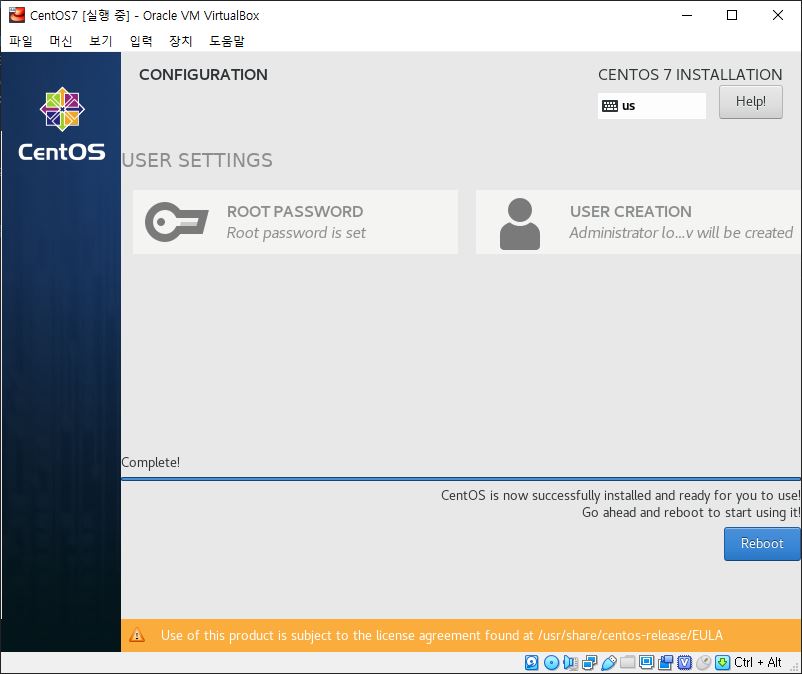 CentOS7 [실행 중] - Oracle VM VirtualBox
파일 머신 보기 입력 장치 도움말
CentOS
CONFIGURATION
CENTOS 7 INSTALLATION
us
Help!
USER SETTINGS
ROOT PASSWORD
Root password is set
USER CREATION
Administrator lo...v will be created
Complete!
CentOS is now successfully installed and ready for you to use!
Go ahead and reboot to start using it!
Reboot
Use of this product is subject to the license agreement found at /usr/share/centos-release/EULA
Ctrl + Alt